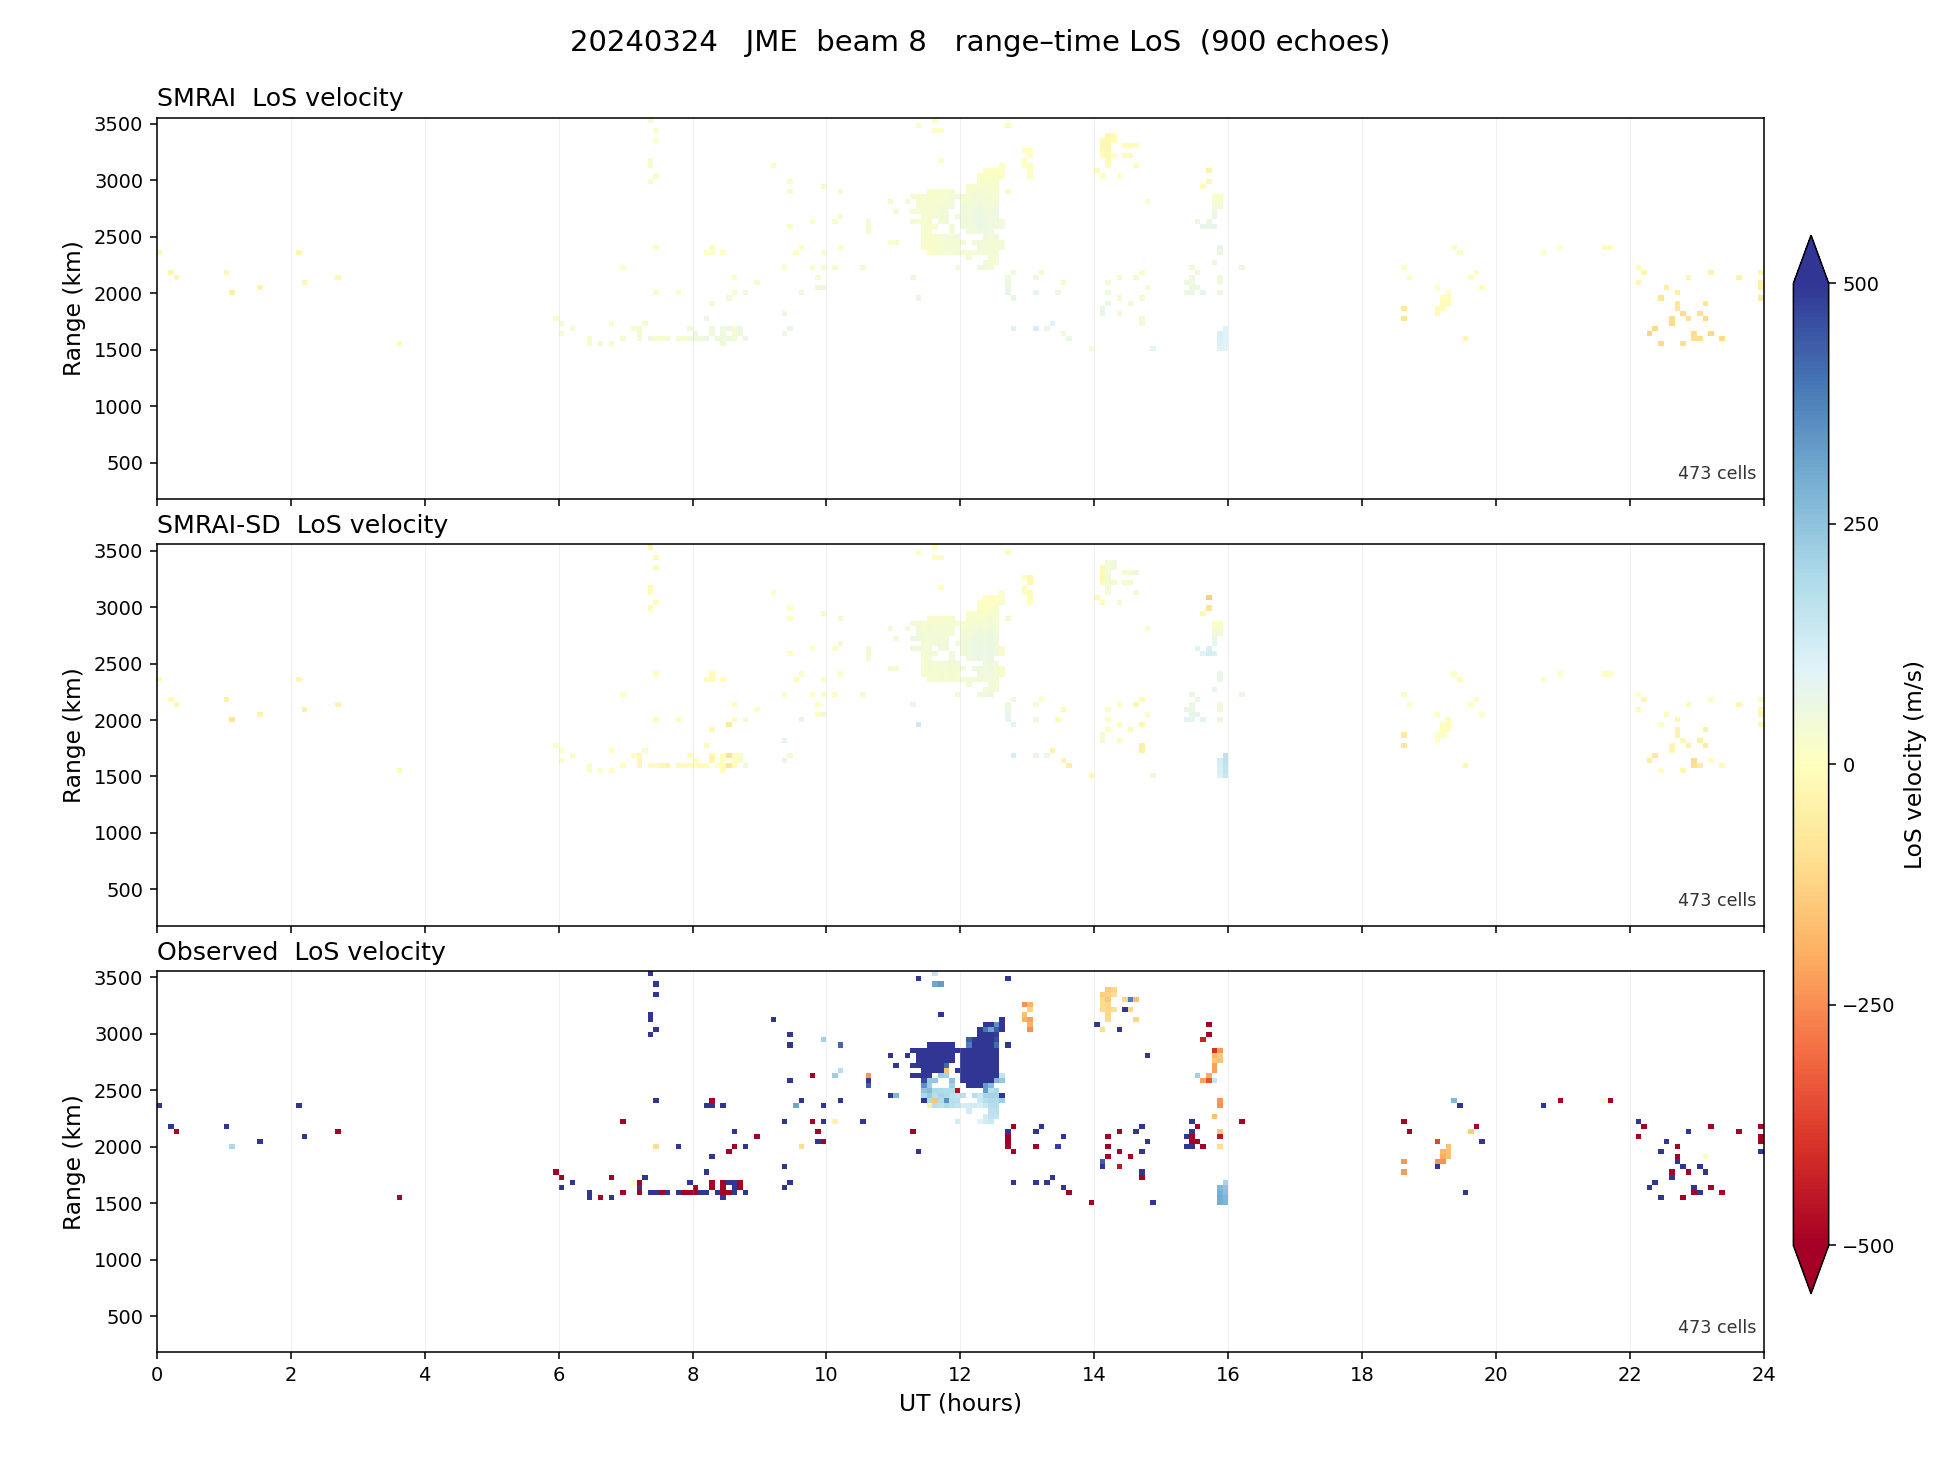 20240324 JME beam 8 range–time LoS (900 echoes)
SMRAI LoS velocity
3500
3000
2500
2000
1500
1000
500
Range (km)
473 cells
SMRAI-SD LoS velocity
3500
3000
2500
2000
1500
1000
500
Range (km)
473 cells
Observed LoS velocity
3500
3000
2500
2000
1500
1000
500
Range (km)
473 cells
0 2 4 6 8 10 12 14 16 18 20 22 24
UT (hours)
500
250
0
−250
−500
LoS velocity (m/s)